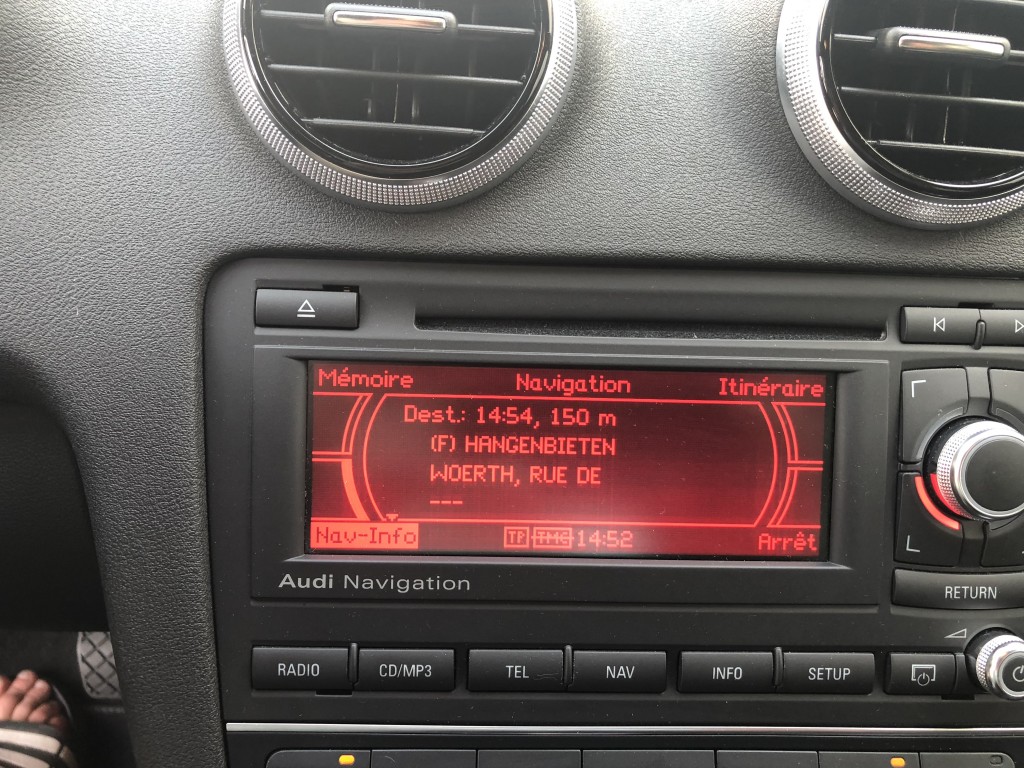 Mémoire Navigation Itinéraire
Dest.: 14:54, 150 m
(F) HANGENBIETEN
WOERTH, RUE DE
---
Nav-Info TP TMC 14:52 Arrêt
Audi Navigation
RETURN
RADIO CD/MP3 TEL NAV INFO SETUP